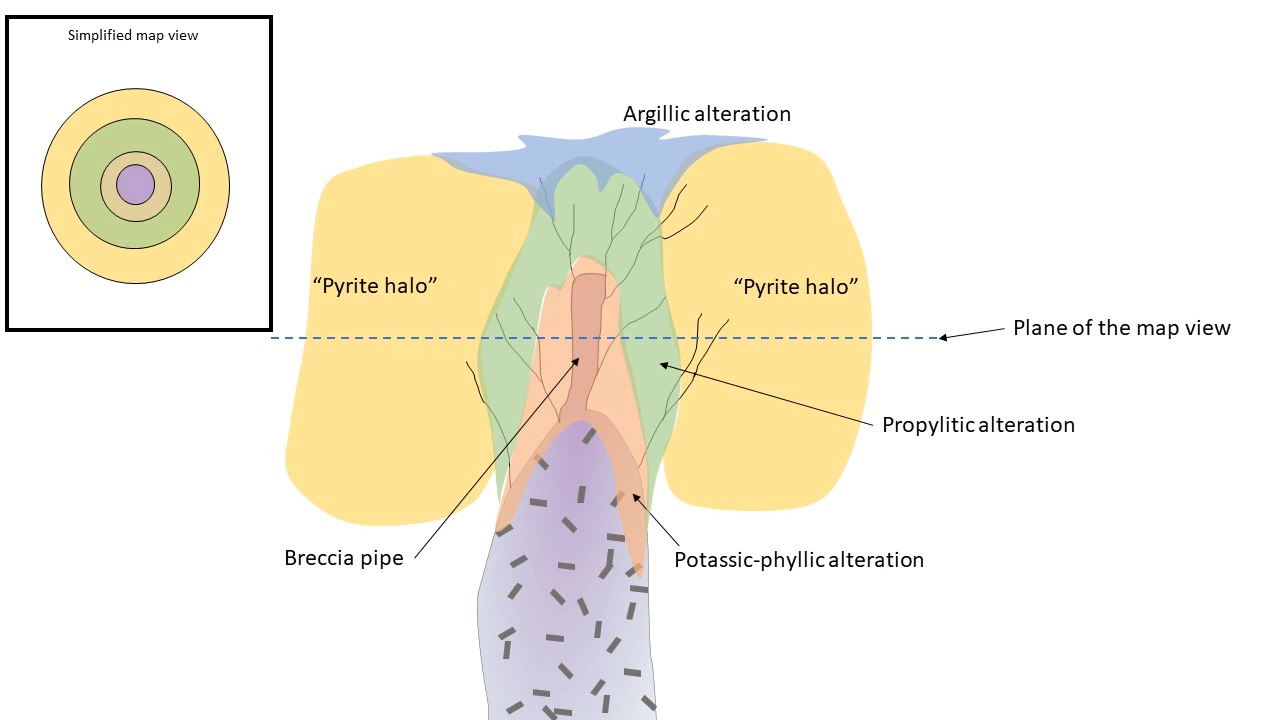 Simplified map view
Argillic alteration
“Pyrite halo”
“Pyrite halo”
Plane of the map view
Propylitic alteration
Breccia pipe
Potassic-phyllic alteration